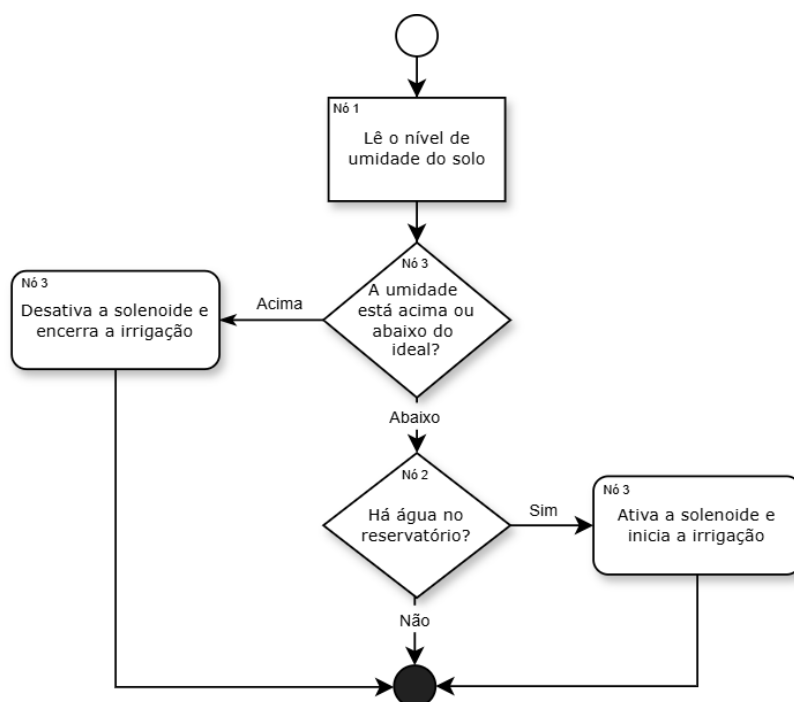 Nó 1
Lê o nível de
umidade do solo
Nó 3
A umidade
está acima ou
abaixo do
ideal?
Acima
Nó 3
Desativa a solenoide e
encerra a irrigação
Abaixo
Nó 2
Há água no
reservatório?
Sim
Nó 3
Ativa a solenoide e
inicia a irrigação
Não